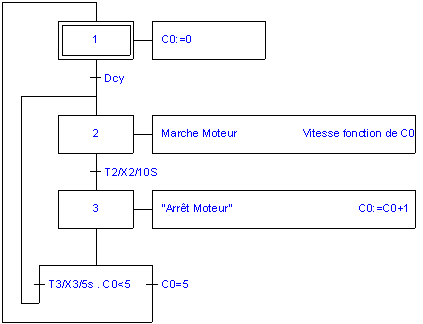 1 C0:=0
Dcy
2 Marche Moteur Vitesse fonction de C0
T2/X2/10S
3 "Arrêt Moteur" C0:=C0+1
T3/X3/5s . C0<5 C0=5